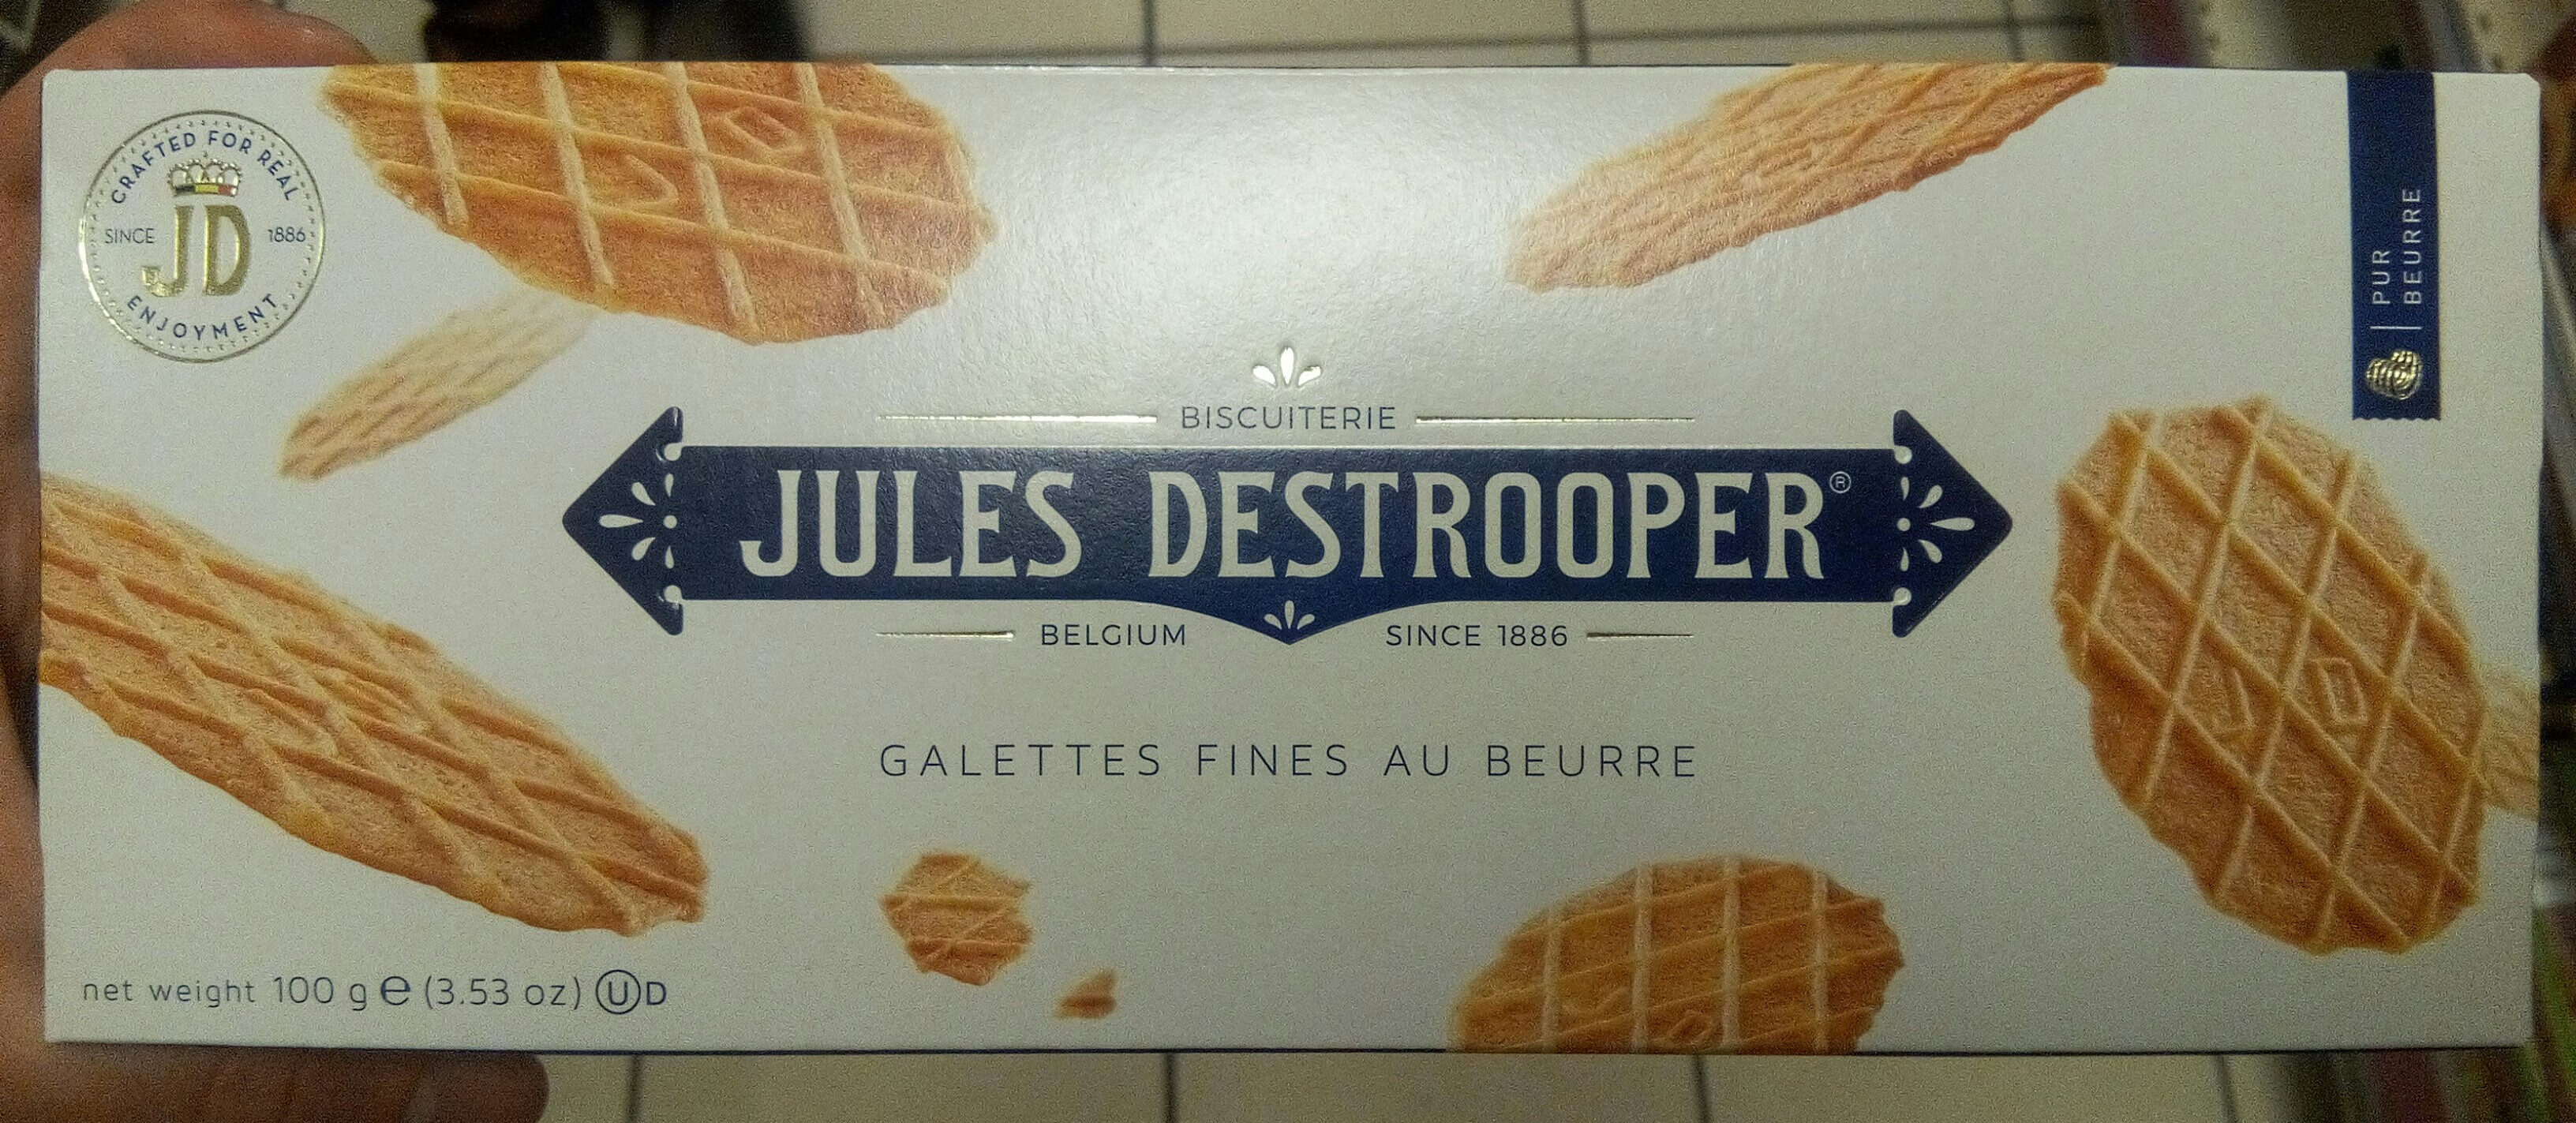 CRAFTED FOR REAL
SINCE JD 1886
ENJOYMENT
PUR
BEURRE
BISCUITERIE
JULES DESTROOPER®
BELGIUM SINCE 1886
GALETTES FINES AU BEURRE
net weight 100 g e (3.53 oz) ⓊD
J D
J D